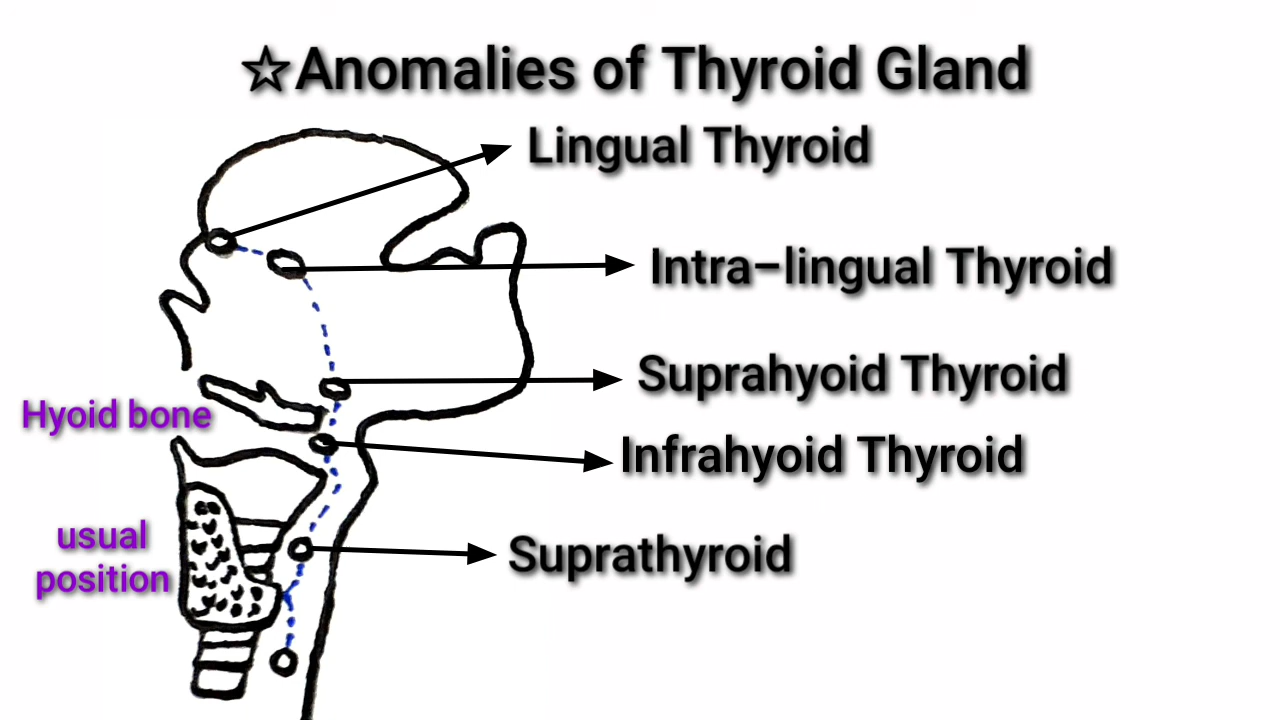 ☆Anomalies of Thyroid Gland
Lingual Thyroid
Intra-lingual Thyroid
Suprahyoid Thyroid
Hyoid bone
Infrahyoid Thyroid
usual
position
Suprathyroid